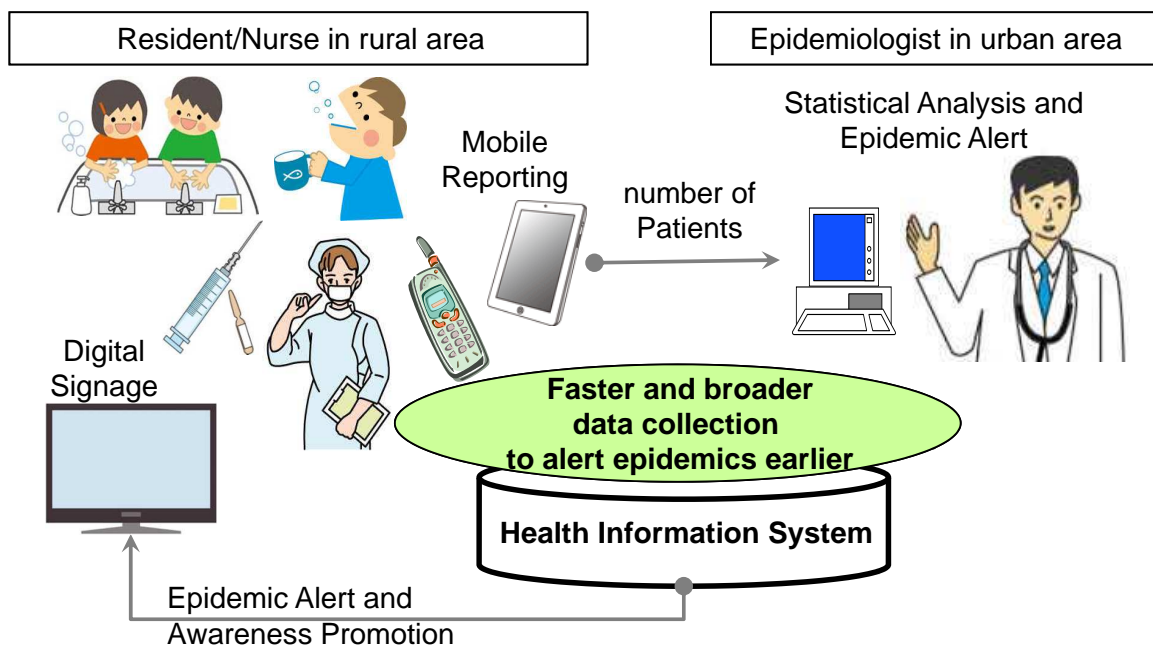 Resident/Nurse in rural area
Epidemiologist in urban area
Statistical Analysis and
Epidemic Alert
Mobile
Reporting
number of
Patients
Digital
Signage
Faster and broader
data collection
to alert epidemics earlier
Health Information System
Epidemic Alert and
Awareness Promotion